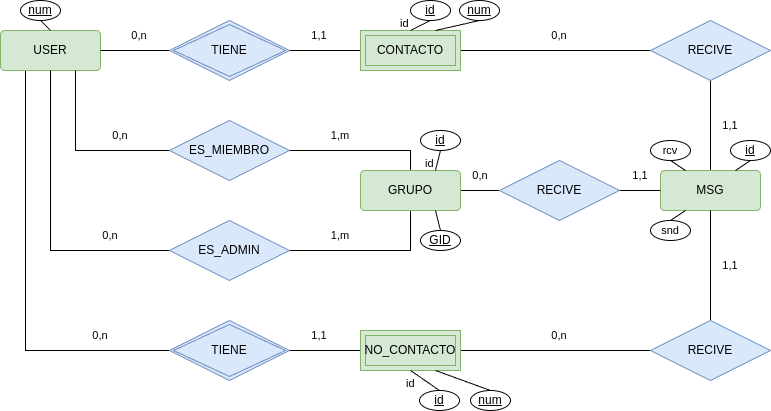 num
id
num
id
USER
0,n
TIENE
1,1
CONTACTO
0,n
RECIVE
1,1
0,n
ES_MIEMBRO
1,m
id
id
rcv
id
GRUPO
0,n
RECIVE
1,1
MSG
snd
0,n
ES_ADMIN
1,m
GID
1,1
0,n
TIENE
1,1
NO_CONTACTO
0,n
RECIVE
id
id
num